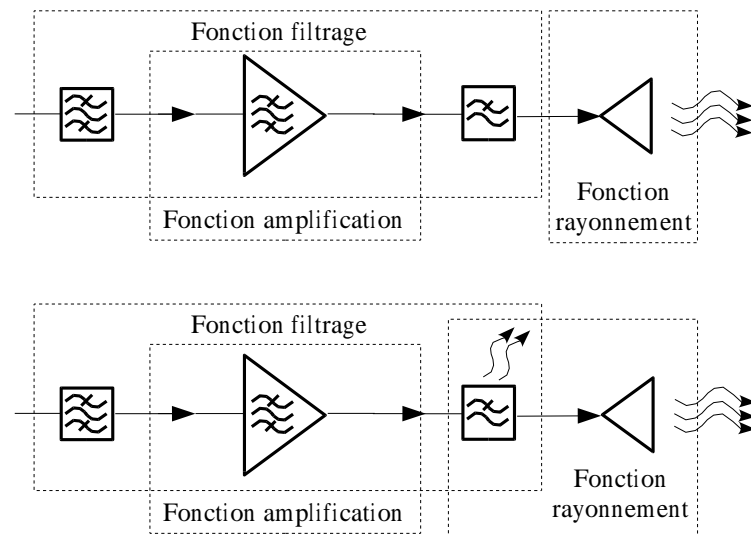 Fonction filtrage
Fonction amplification
Fonction
rayonnement
Fonction filtrage
Fonction amplification
Fonction
rayonnement